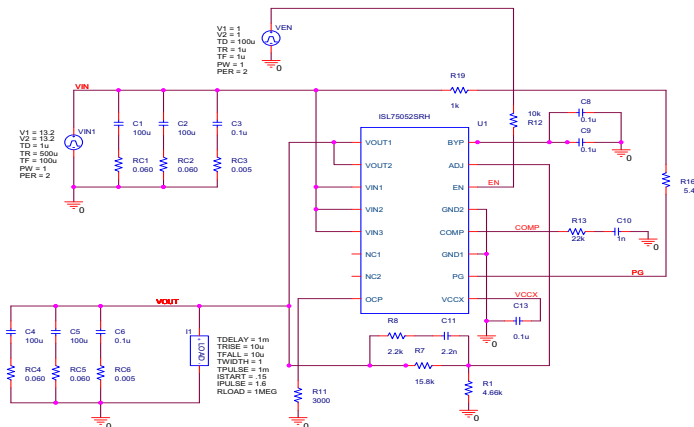 V1 = 1
V2 = 1
TD = 100u
TR = 1u
TF = 1u
PW = 1
PER = 2
VEN
0
VIN
R19
1k
V1 = 13.2
V2 = 13.2
TD = 1u
TR = 500u
TF = 100u
PW = 1
PER = 2
VIN1
0
C1
100u
C2
100u
C3
0.1u
RC1
0.060
RC2
0.060
RC3
0.005
0
ISL75052SRH
U1
10k
R12
C8
0.1u
C9
0.1u
0
VOUT1
VOUT2
VIN1
VIN2
VIN3
NC1
NC2
OCP
BYP
ADJ
EN
GND2
COMP
GND1
PG
VCCX
EN
COMP
R13
22k
C10
1n
0
R16
5.4
PG
VCCX
C13
0.1u
0
VOUT
C4
100u
C5
100u
C6
0.1u
RC4
0.060
RC5
0.060
RC6
0.005
0
I1
LOAD
TDELAY = 1m
TRISE = 10u
TFALL = 10u
TWIDTH = 1
TPULSE = 1m
ISTART = .15
IPULSE = 1.6
RLOAD = 1MEG
R11
3000
0
R8
2.2k
C11
2.2n
R7
15.8k
R1
4.66k
0